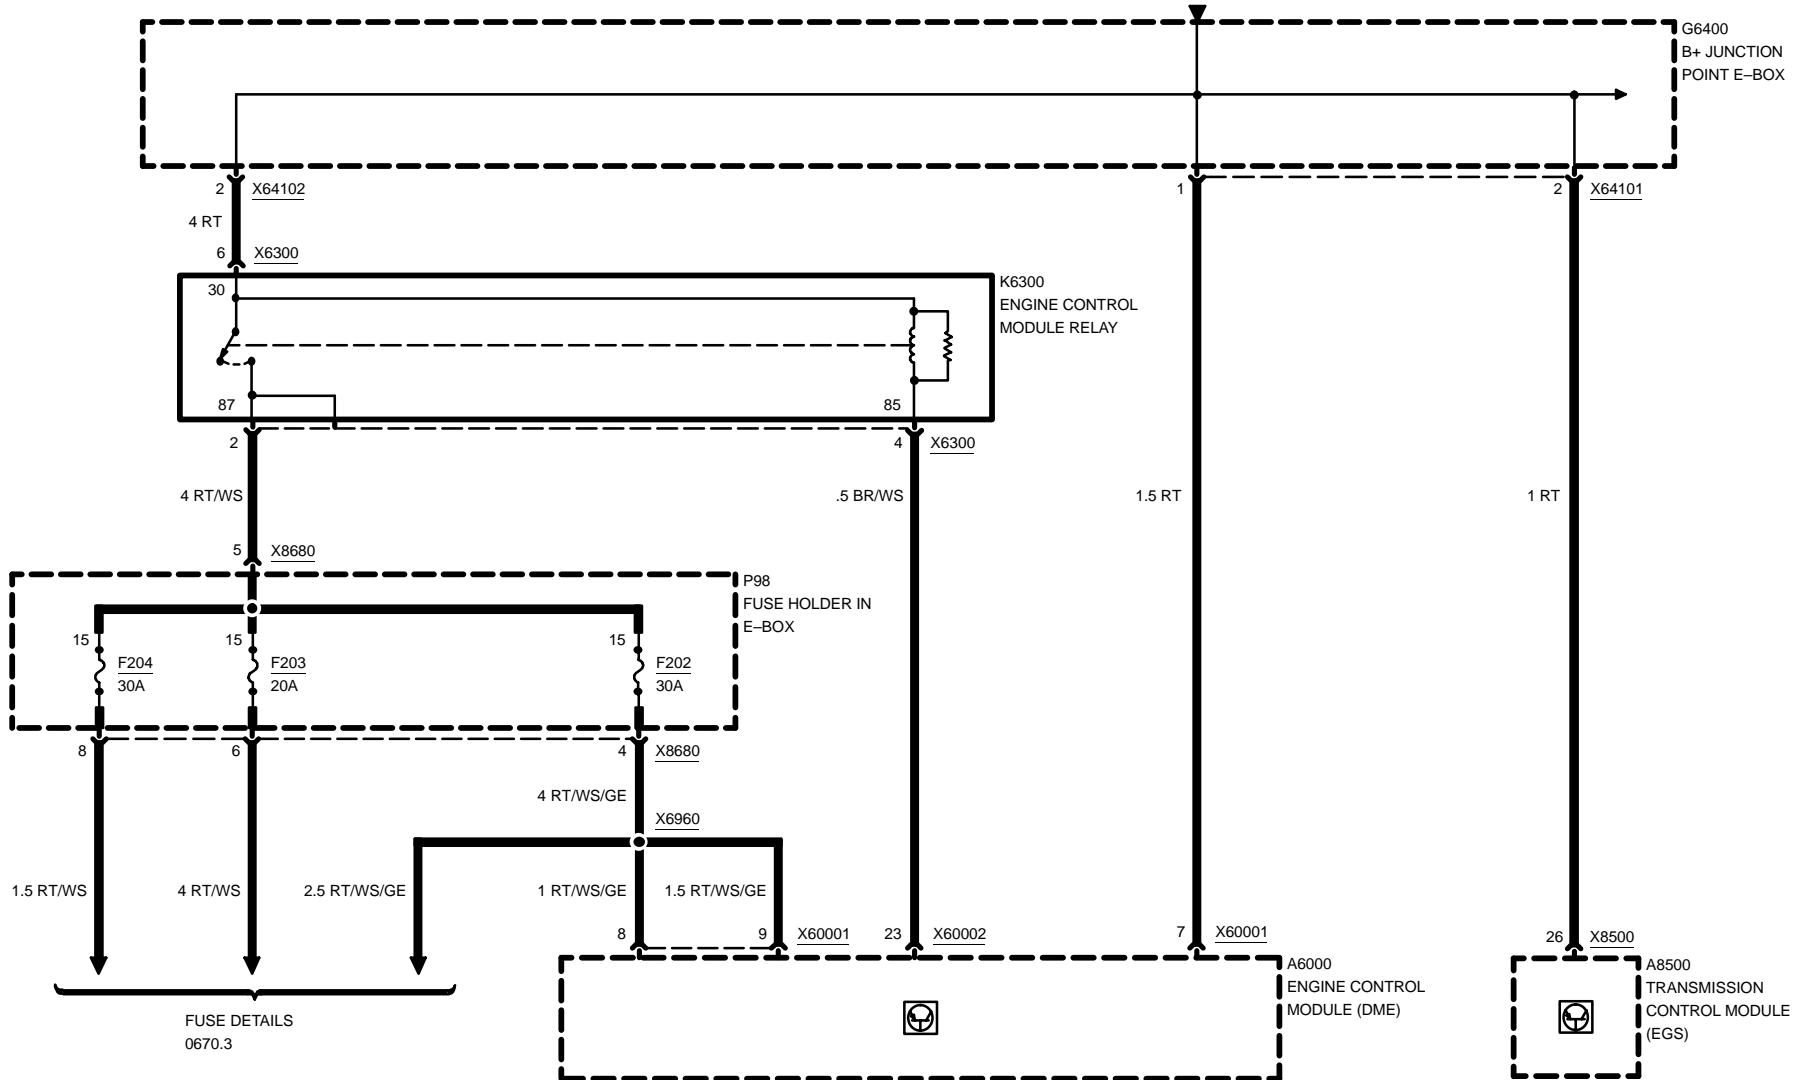 G6400
B+ JUNCTION
POINT E–BOX
2 X64102
1
2 X64101
4 RT
6 X6300
30
K6300
ENGINE CONTROL
MODULE RELAY
87
85
2
4 X6300
4 RT/WS
.5 BR/WS
1.5 RT
1 RT
5 X8680
P98
FUSE HOLDER IN
E–BOX
15
15
15
F204
30A
F203
20A
F202
30A
8
6
4 X8680
4 RT/WS/GE
X6960
1.5 RT/WS
4 RT/WS
2.5 RT/WS/GE
1 RT/WS/GE
1.5 RT/WS/GE
8
9 X60001
23 X60002
7 X60001
26 X8500
A6000
ENGINE CONTROL
MODULE (DME)
A8500
TRANSMISSION
CONTROL MODULE
(EGS)
FUSE DETAILS
0670.3